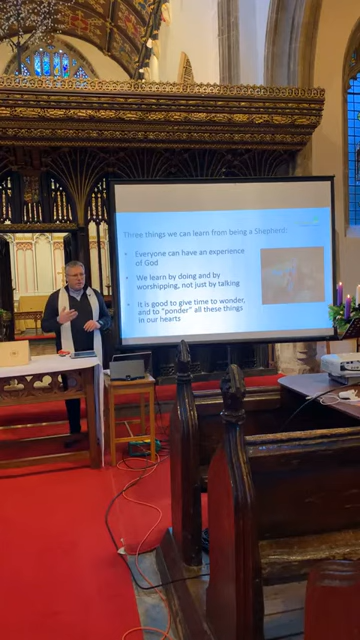 Three things we can learn from being a Shepherd:
• Everyone can have an experience
of God
• We learn by doing and by
worshipping, not just by talking
• It is good to give time to wonder,
and to “ponder” all these things
in our hearts